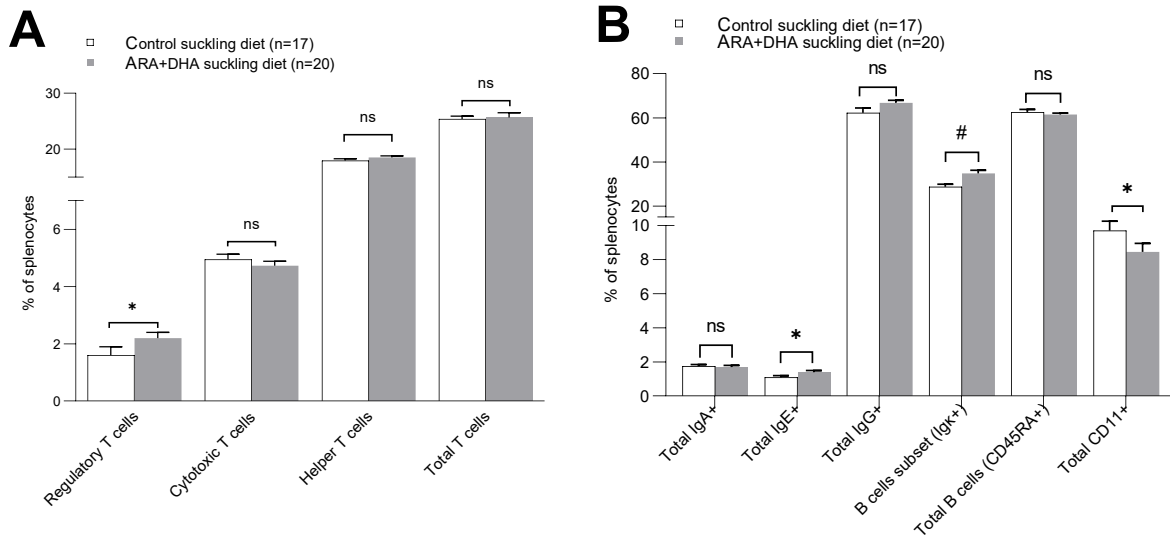 A
Control suckling diet (n=17)
ARA+DHA suckling diet (n=20)
% of splenocytes
30
20
6
4
2
0
*
ns
ns
ns
Regulatory T cells
Cytotoxic T cells
Helper T cells
Total T cells
B
Control suckling diet (n=17)
ARA+DHA suckling diet (n=20)
% of splenocytes
80
60
40
20
10
8
6
4
2
0
ns
*
ns
#
ns
*
Total IgA+
Total IgE+
Total IgG+
B cells subset (Igκ+)
Total B cells (CD45RA+)
Total CD11+